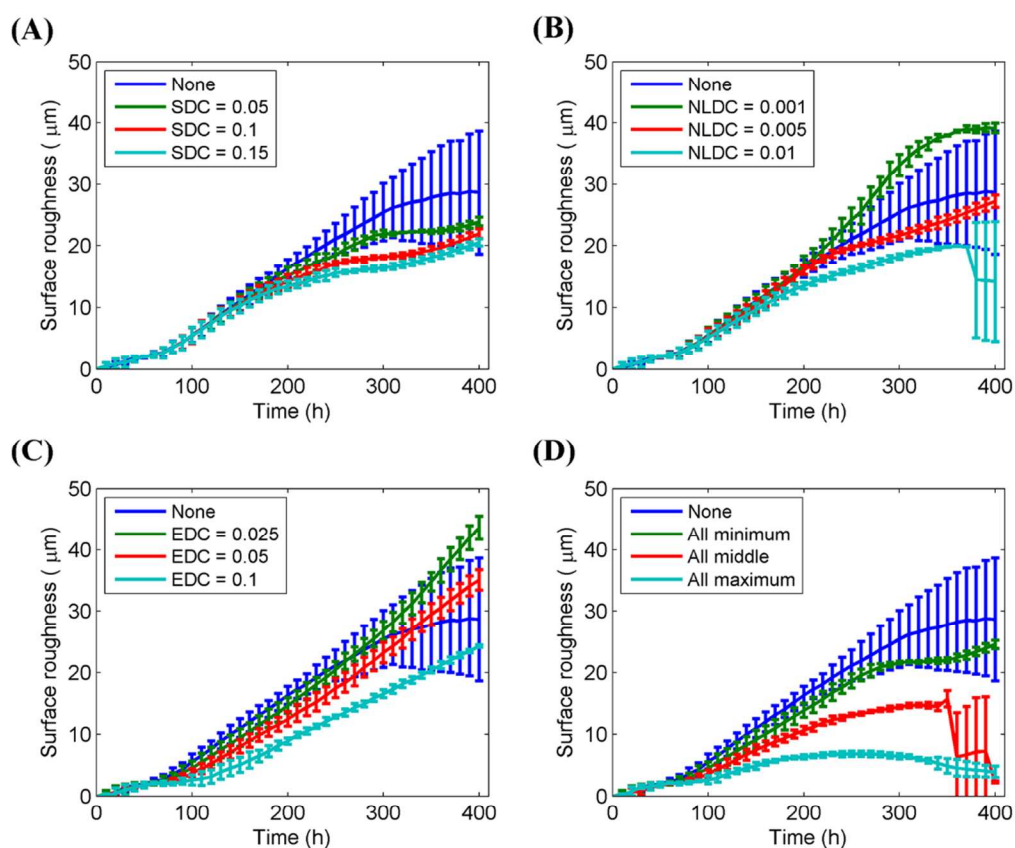 (A)
50
40
30
20
10
0
Surface roughness ( μm)
None
SDC = 0.05
SDC = 0.1
SDC = 0.15
0 100 200 300 400
Time (h)
(B)
50
40
30
20
10
0
Surface roughness ( μm)
None
NLDC = 0.001
NLDC = 0.005
NLDC = 0.01
0 100 200 300 400
Time (h)
(C)
50
40
30
20
10
0
Surface roughness ( μm)
None
EDC = 0.025
EDC = 0.05
EDC = 0.1
0 100 200 300 400
Time (h)
(D)
50
40
30
20
10
0
Surface roughness ( μm)
None
All minimum
All middle
All maximum
0 100 200 300 400
Time (h)